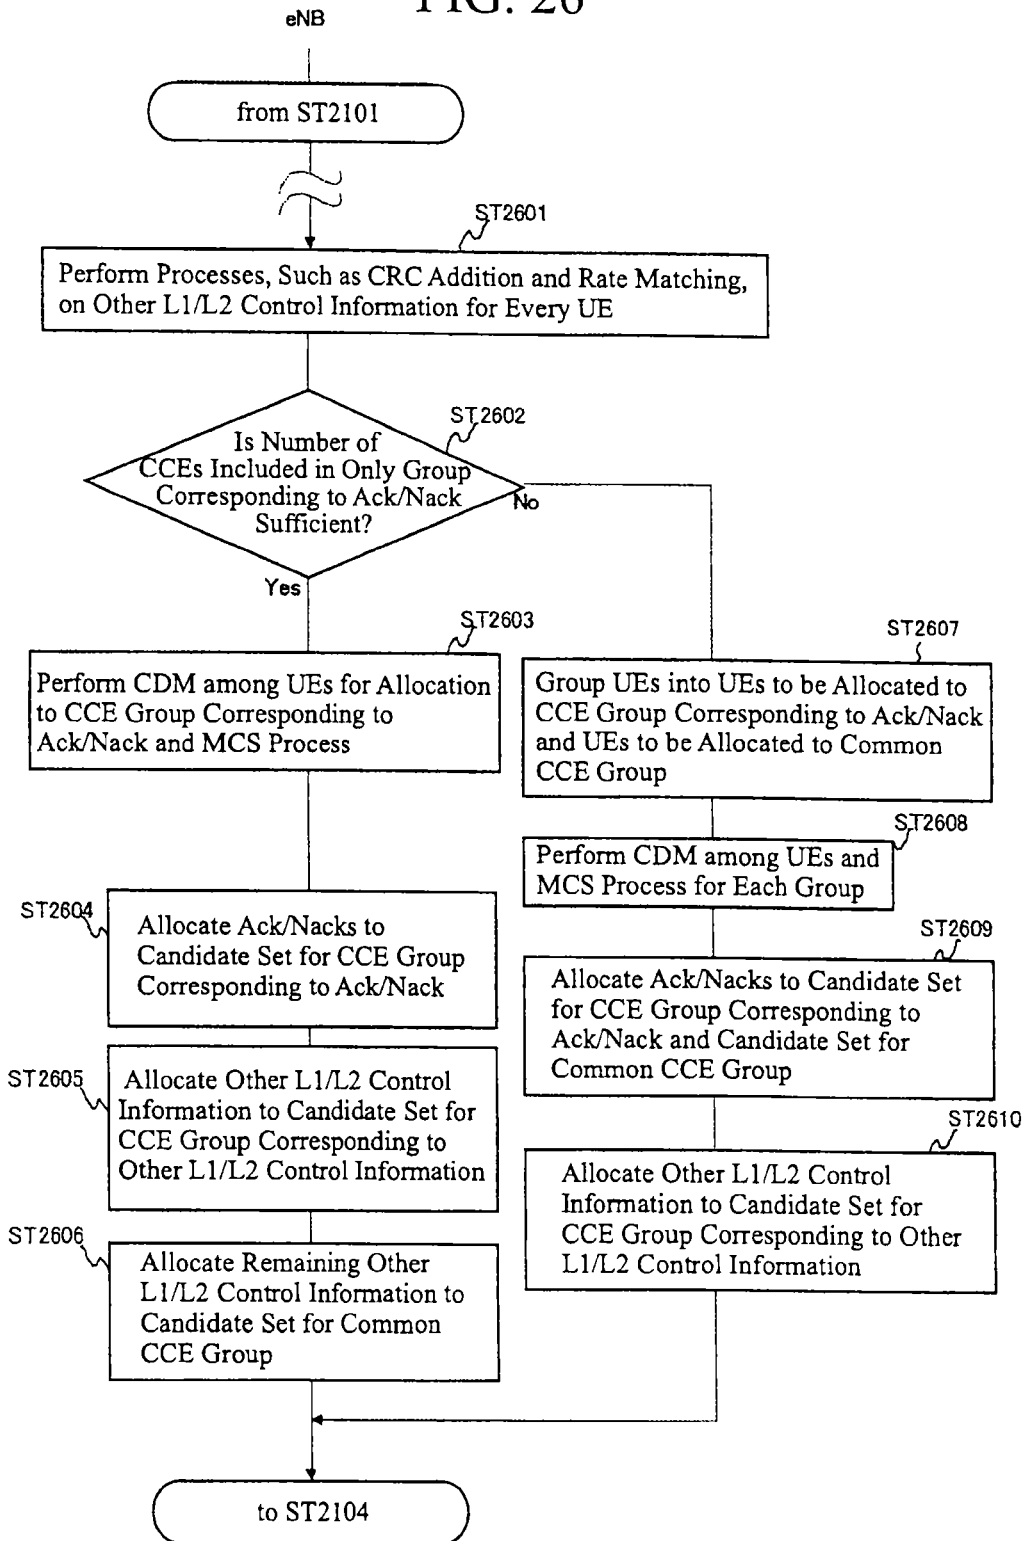 FIG. 26
eNB
from ST2101
ST2601
Perform Processes, Such as CRC Addition and Rate Matching,
on Other L1/L2 Control Information for Every UE
ST2602
Is Number of
CCEs Included in Only Group
Corresponding to Ack/Nack
Sufficient?
No
Yes
ST2603
Perform CDM among UEs for Allocation
to CCE Group Corresponding to
Ack/Nack and MCS Process
ST2607
Group UEs into UEs to be Allocated to
CCE Group Corresponding to Ack/Nack
and UEs to be Allocated to Common
CCE Group
ST2608
Perform CDM among UEs and
MCS Process for Each Group
ST2604
Allocate Ack/Nacks to
Candidate Set for CCE Group
Corresponding to Ack/Nack
ST2609
Allocate Ack/Nacks to Candidate Set
for CCE Group Corresponding to
Ack/Nack and Candidate Set for
Common CCE Group
ST2605
Allocate Other L1/L2 Control
Information to Candidate Set for
CCE Group Corresponding to
Other L1/L2 Control Information
ST2610
Allocate Other L1/L2 Control
Information to Candidate Set for
CCE Group Corresponding to Other
L1/L2 Control Information
ST2606
Allocate Remaining Other
L1/L2 Control Information to
Candidate Set for Common
CCE Group
to ST2104